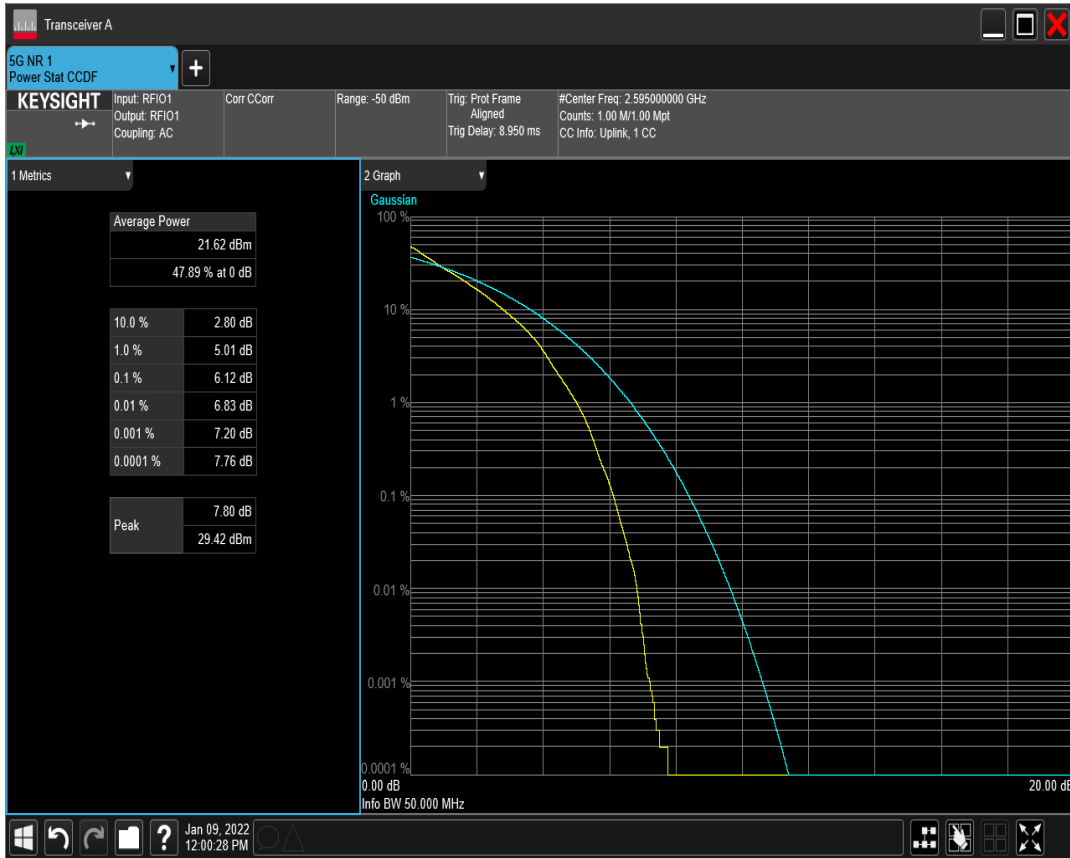 Transceiver A
5G NR 1
Power Stat CCDF
KEYSIGHT
LXI
Input: RFIO1
Output: RFIO1
Coupling: AC
Corr CCorr
Range: -50 dBm
Trig: Prot Frame
Aligned
Trig Delay: 8.950 ms
#Center Freq: 2.595000000 GHz
Counts: 1.00 M/1.00 Mpt
CC Info: Uplink, 1 CC
1 Metrics
Average Power
21.62 dBm
47.89 % at 0 dB
10.0 % 2.80 dB
1.0 % 5.01 dB
0.1 % 6.12 dB
0.01 % 6.83 dB
0.001 % 7.20 dB
0.0001 % 7.76 dB
Peak
7.80 dB
29.42 dBm
2 Graph
Gaussian
100 %
10 %
1 %
0.1 %
0.01 %
0.001 %
0.0001 %
0.00 dB 20.00 dB
Info BW 50.000 MHz
Jan 09, 2022
12:00:28 PM